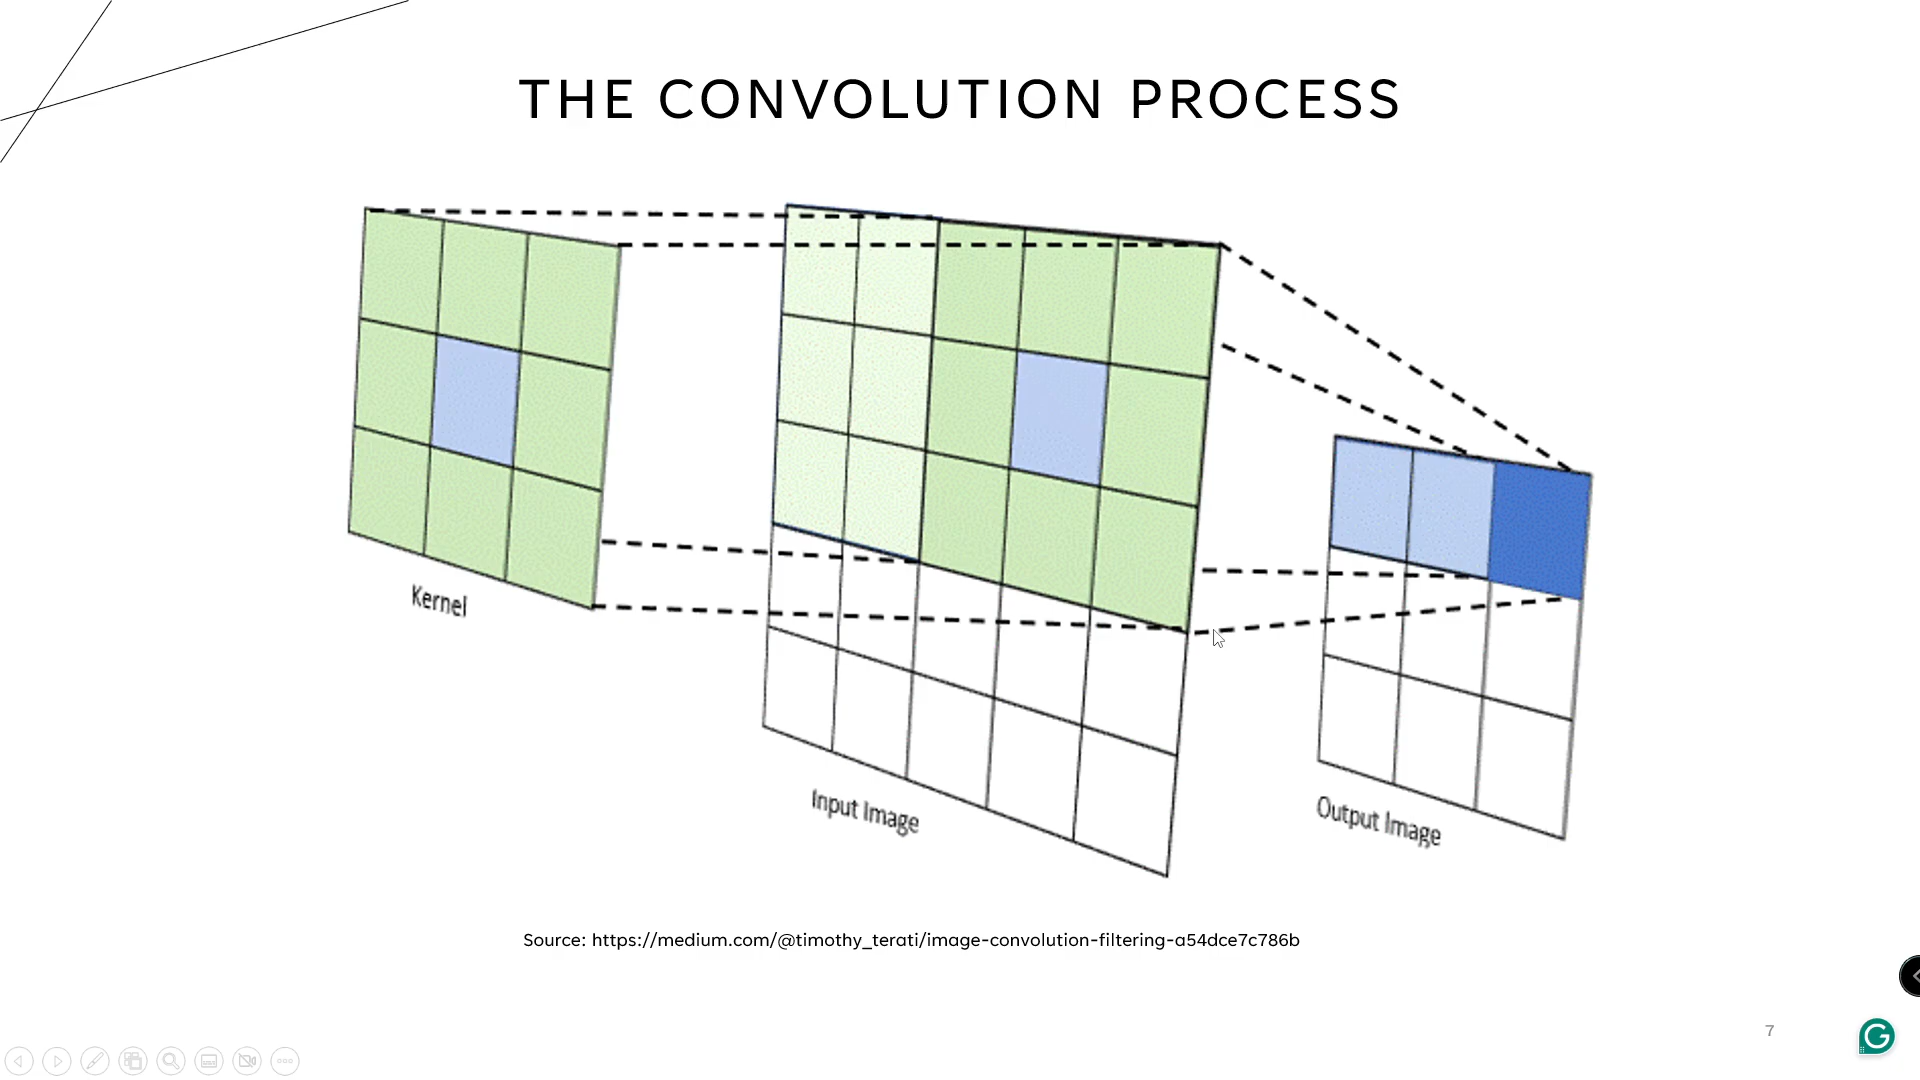 THE CONVOLUTION PROCESS
Kernel
Input Image
Output Image
Source: https://medium.com/@timothy_terati/image-convolution-filtering-a54dce7c786b
7